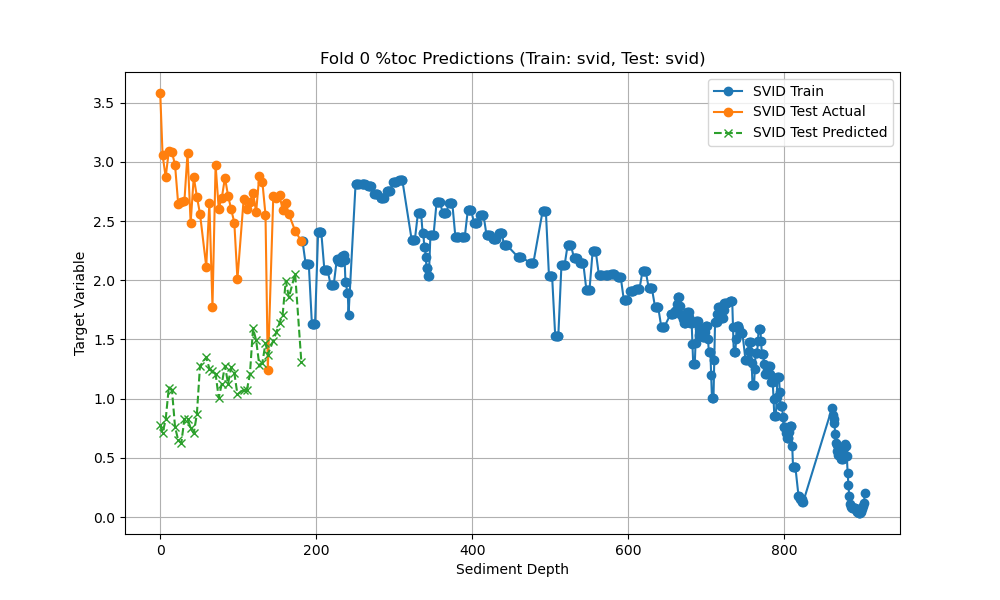 Fold 0 %toc Predictions (Train: svid, Test: svid)
SVID Train
SVID Test Actual
SVID Test Predicted
Target Variable
3.5
3.0
2.5
2.0
1.5
1.0
0.5
0.0
0 200 400 600 800
Sediment Depth